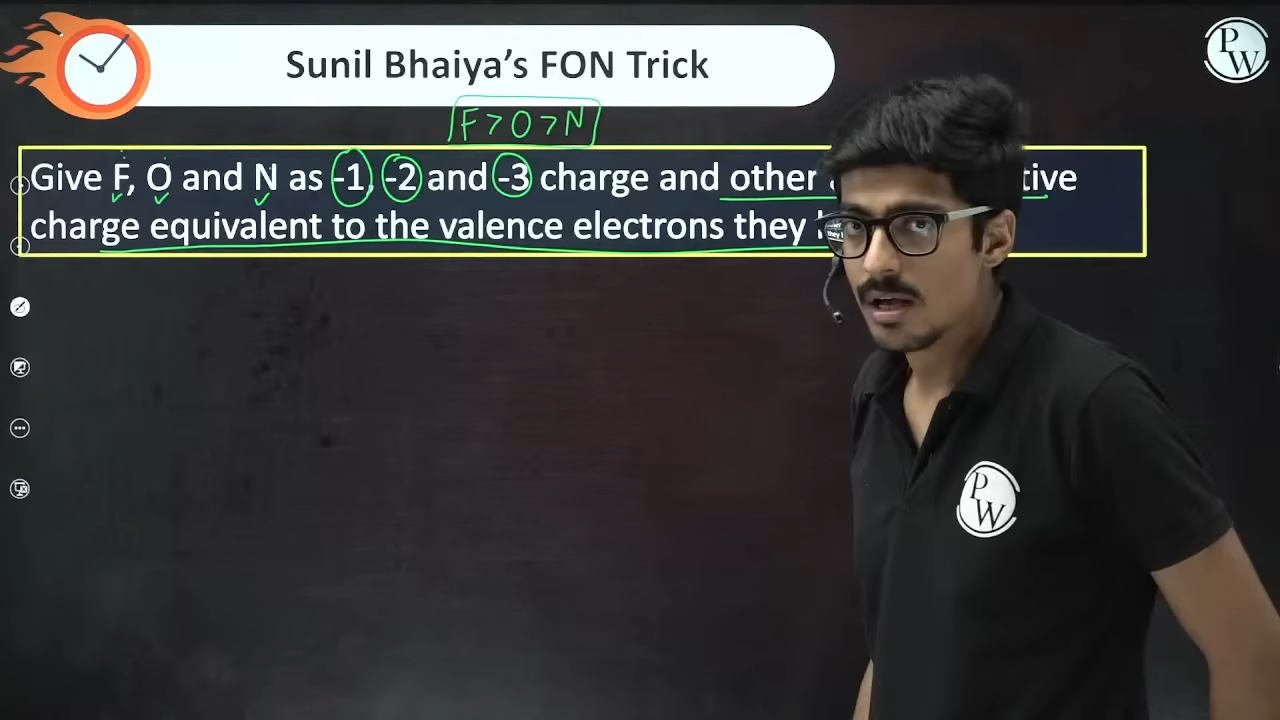 Sunil Bhaiya's FON Trick
PW
F > O > N
Give F, O and N as -1, -2 and -3 charge and other
charge equivalent to the valence electrons they
PW